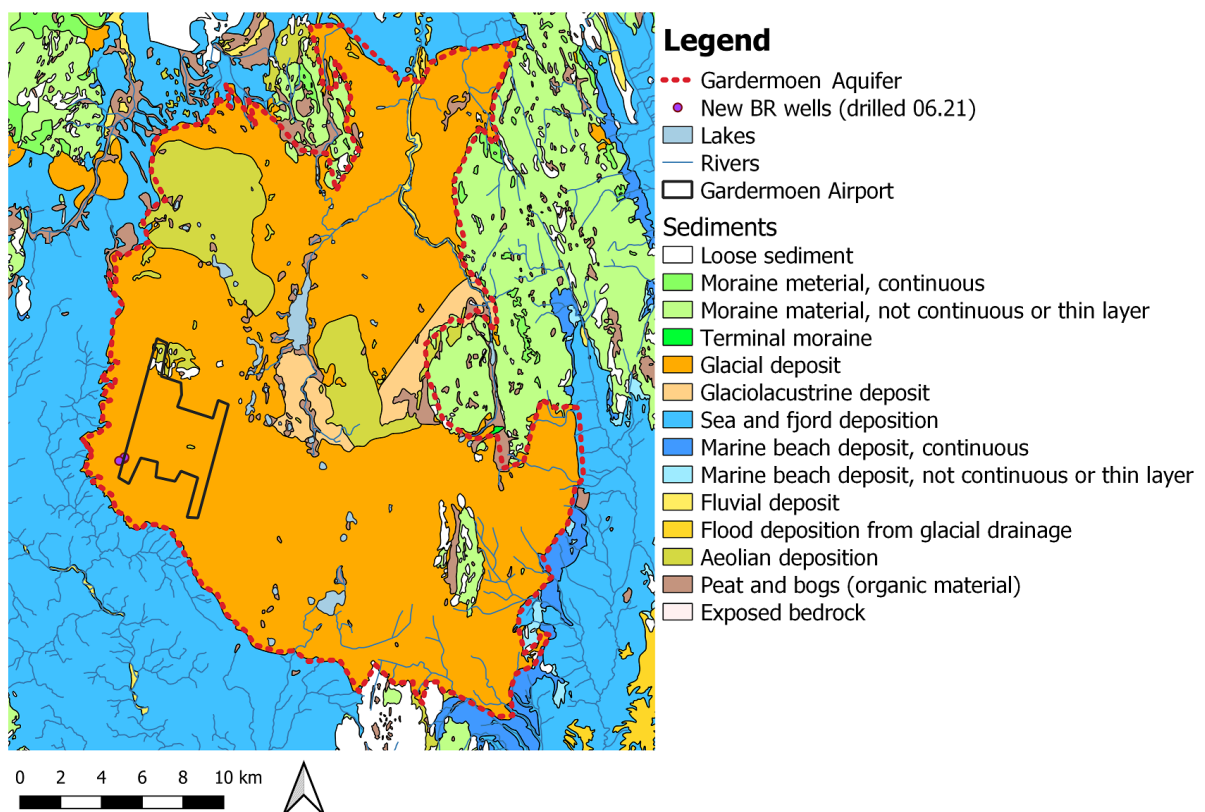 Legend
Gardermoen Aquifer
New BR wells (drilled 06.21)
Lakes
Rivers
Gardermoen Airport
Sediments
Loose sediment
Moraine meterial, continuous
Moraine material, not continuous or thin layer
Terminal moraine
Glacial deposit
Glaciolacustrine deposit
Sea and fjord deposition
Marine beach deposit, continuous
Marine beach deposit, not continuous or thin layer
Fluvial deposit
Flood deposition from glacial drainage
Aeolian deposition
Peat and bogs (organic material)
Exposed bedrock
0 2 4 6 8 10 km